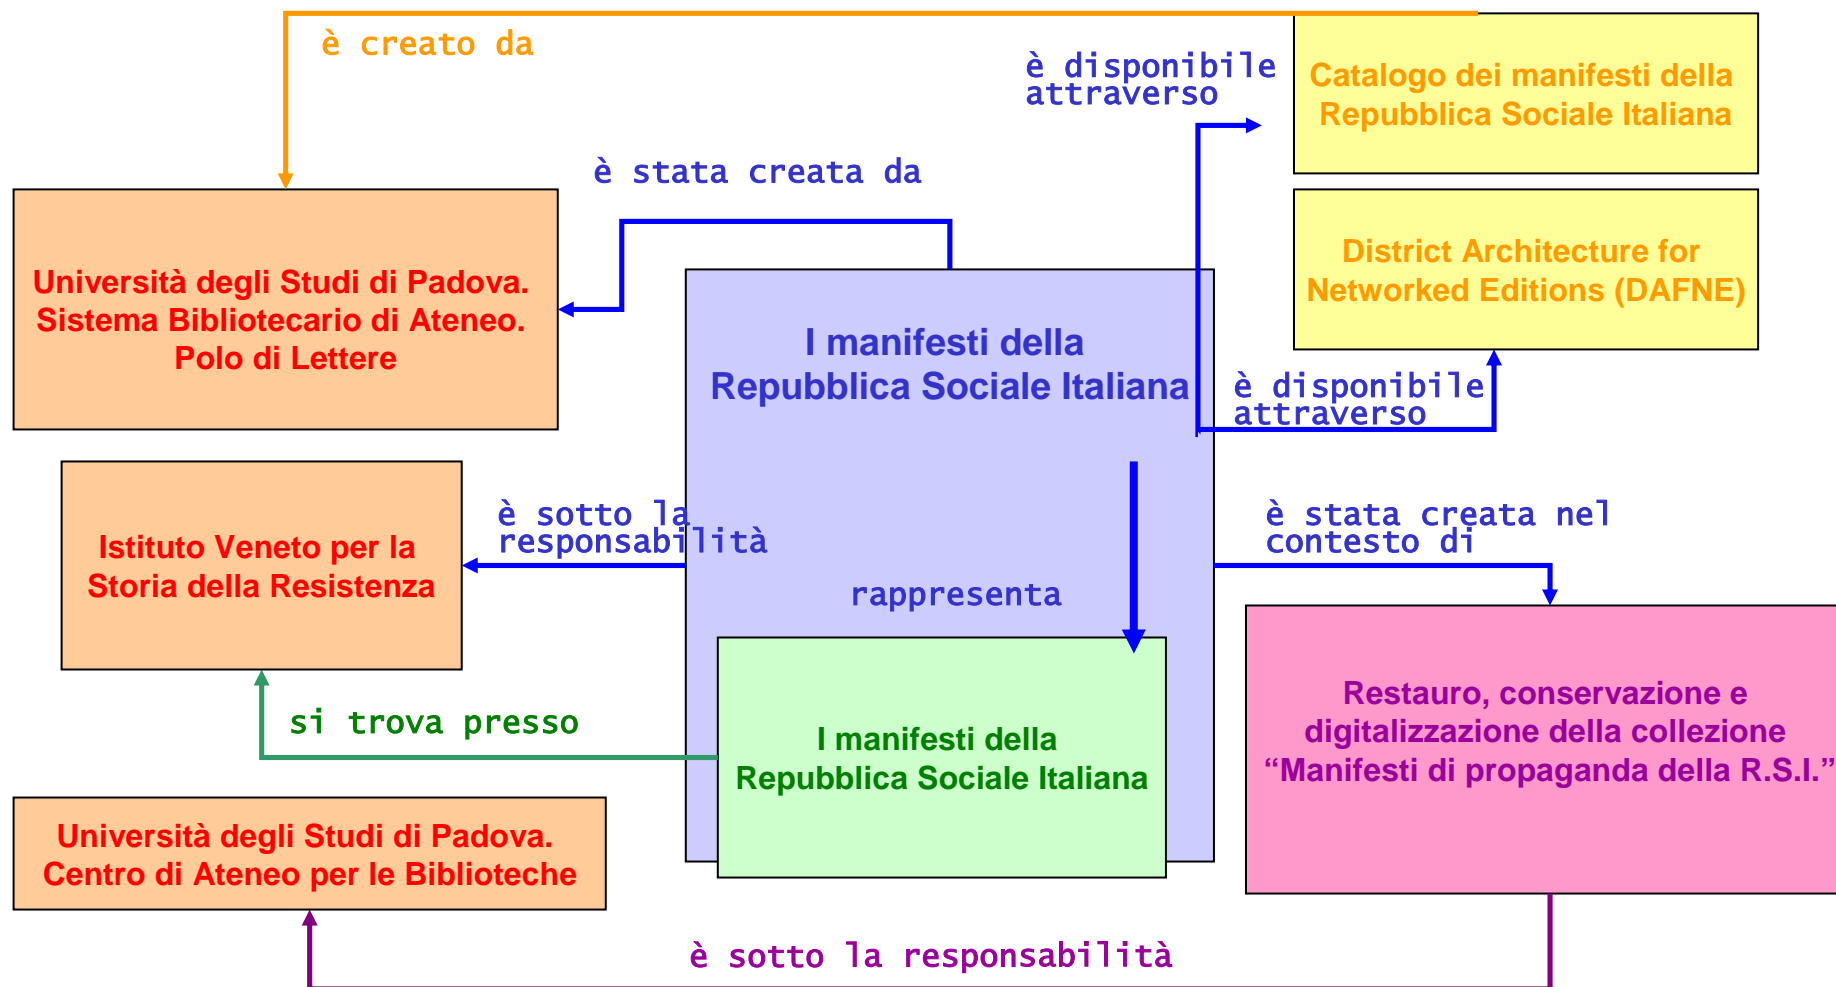 è creato da
è disponibile
attraverso
Catalogo dei manifesti della
Repubblica Sociale Italiana
è stata creata da
Università degli Studi di Padova.
Sistema Bibliotecario di Ateneo.
Polo di Lettere
District Architecture for
Networked Editions (DAFNE)
I manifesti della
Repubblica Sociale Italiana
è disponibile
attraverso
Istituto Veneto per la
Storia della Resistenza
è sotto la
responsabilità
è stata creata nel
contesto di
rappresenta
si trova presso
I manifesti della
Repubblica Sociale Italiana
Restauro, conservazione e
digitalizzazione della collezione
“Manifesti di propaganda della R.S.I.”
Università degli Studi di Padova.
Centro di Ateneo per le Biblioteche
è sotto la responsabilità